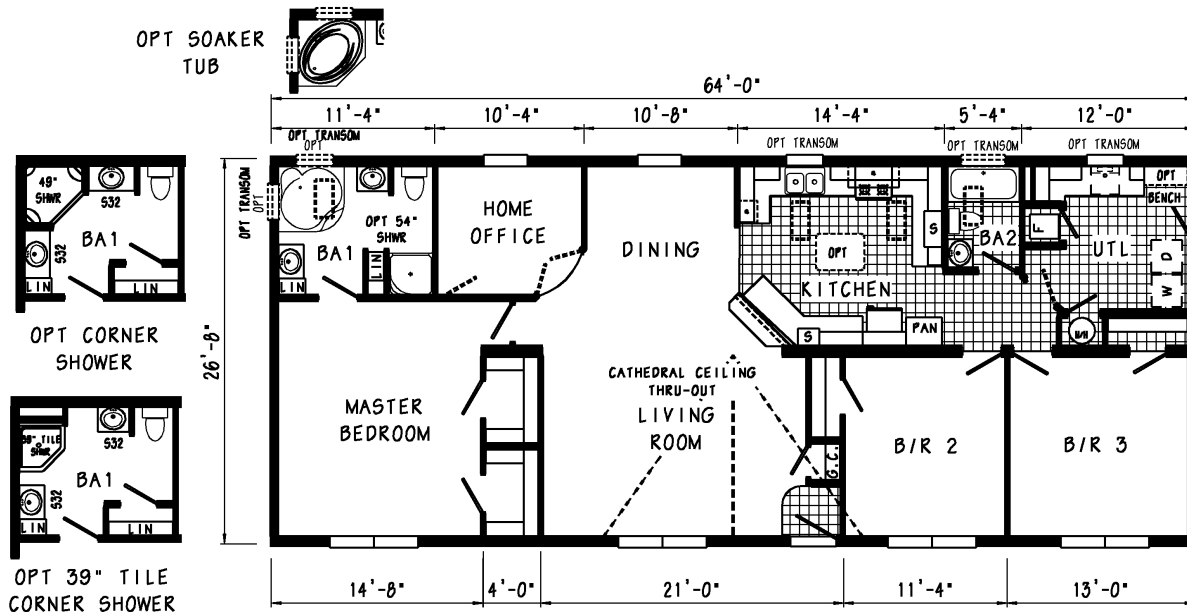 OPT SOAKER
TUB
64'-0"
11'-4"
10'-4"
10'-8"
14'-4"
5'-4"
12'-0"
OPT TRANSOM
OPT
OPT TRANSOM
OPT TRANSOM
OPT TRANSOM
OPT TRANSOM
OPT
49"
SHWR
S32
S32
BA1
LIN
LIN
OPT CORNER
SHOWER
26'-8"
OPT 54"
SHWR
BA1
LIN
LIN
HOME
OFFICE
DINING
OPT
KITCHEN
S
S
PAN
BA2
F
UTL
OPT
BENCH
D
W
W/H
CATHEDRAL CEILING
THRU-OUT
LIVING
ROOM
MASTER
BEDROOM
G.C.
B/R 2
B/R 3
39" TILE
SHWR
S32
S32
BA1
LIN
LIN
OPT 39" TILE
CORNER SHOWER
14'-8"
4'-0"
21'-0"
11'-4"
13'-0"